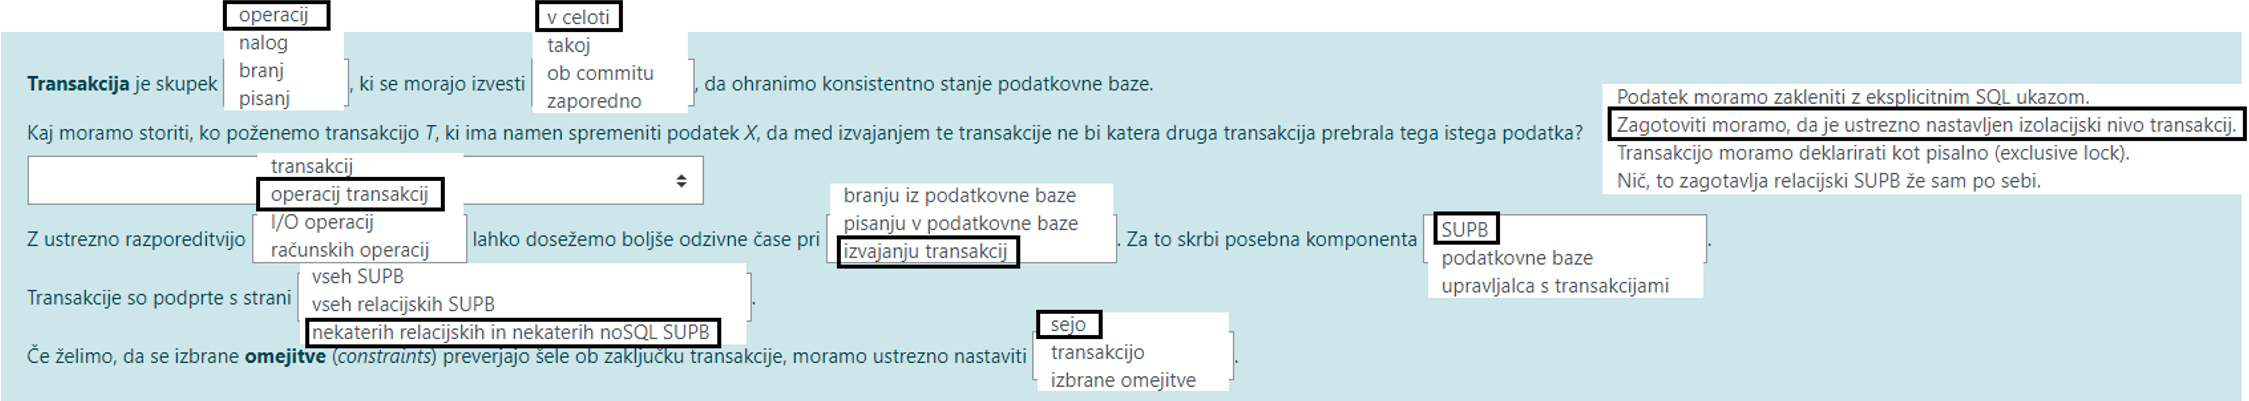 operacij
nalog
branj
pisanj
v celoti
takoj
ob commitu
zaporedno
Transakcija je skupek , ki se morajo izvesti , da ohranimo konsistentno stanje podatkovne baze.
Kaj moramo storiti, ko poženemo transakcijo T, ki ima namen spremeniti podatek X, da med izvajanjem te transakcije ne bi katera druga transakcija prebrala tega istega podatka?
Podatek moramo zakleniti z eksplicitnim SQL ukazom.
Zagotoviti moramo, da je ustrezno nastavljen izolacijski nivo transakcij.
Transakcijo moramo deklarirati kot pisalno (exclusive lock).
Nič, to zagotavlja relacijski SUPB že sam po sebi.
transakcij
operacij transakcij
I/O operacij
računskih operacij
branju iz podatkovne baze
pisanju v podatkovne baze
izvajanju transakcij
SUPB
podatkovne baze
upravljalca s transakcijami
Z ustrezno razporeditvijo lahko dosežemo boljše odzivne čase pri . Za to skrbi posebna komponenta .
vseh SUPB
vseh relacijskih SUPB
nekaterih relacijskih in nekaterih noSQL SUPB
Transakcije so podprte s strani .
sejo
transakcijo
izbrane omejitve
Če želimo, da se izbrane omejitve (constraints) preverjajo šele ob zaključku transakcije, moramo ustrezno nastaviti .